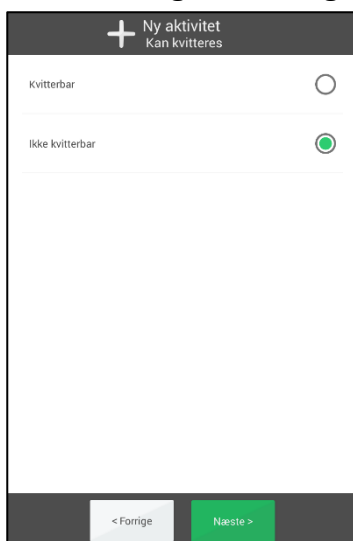 Ny aktivitet
Kan kvitteres
Kvitterbar
Ikke kvitterbar
< Forrige
Næste >